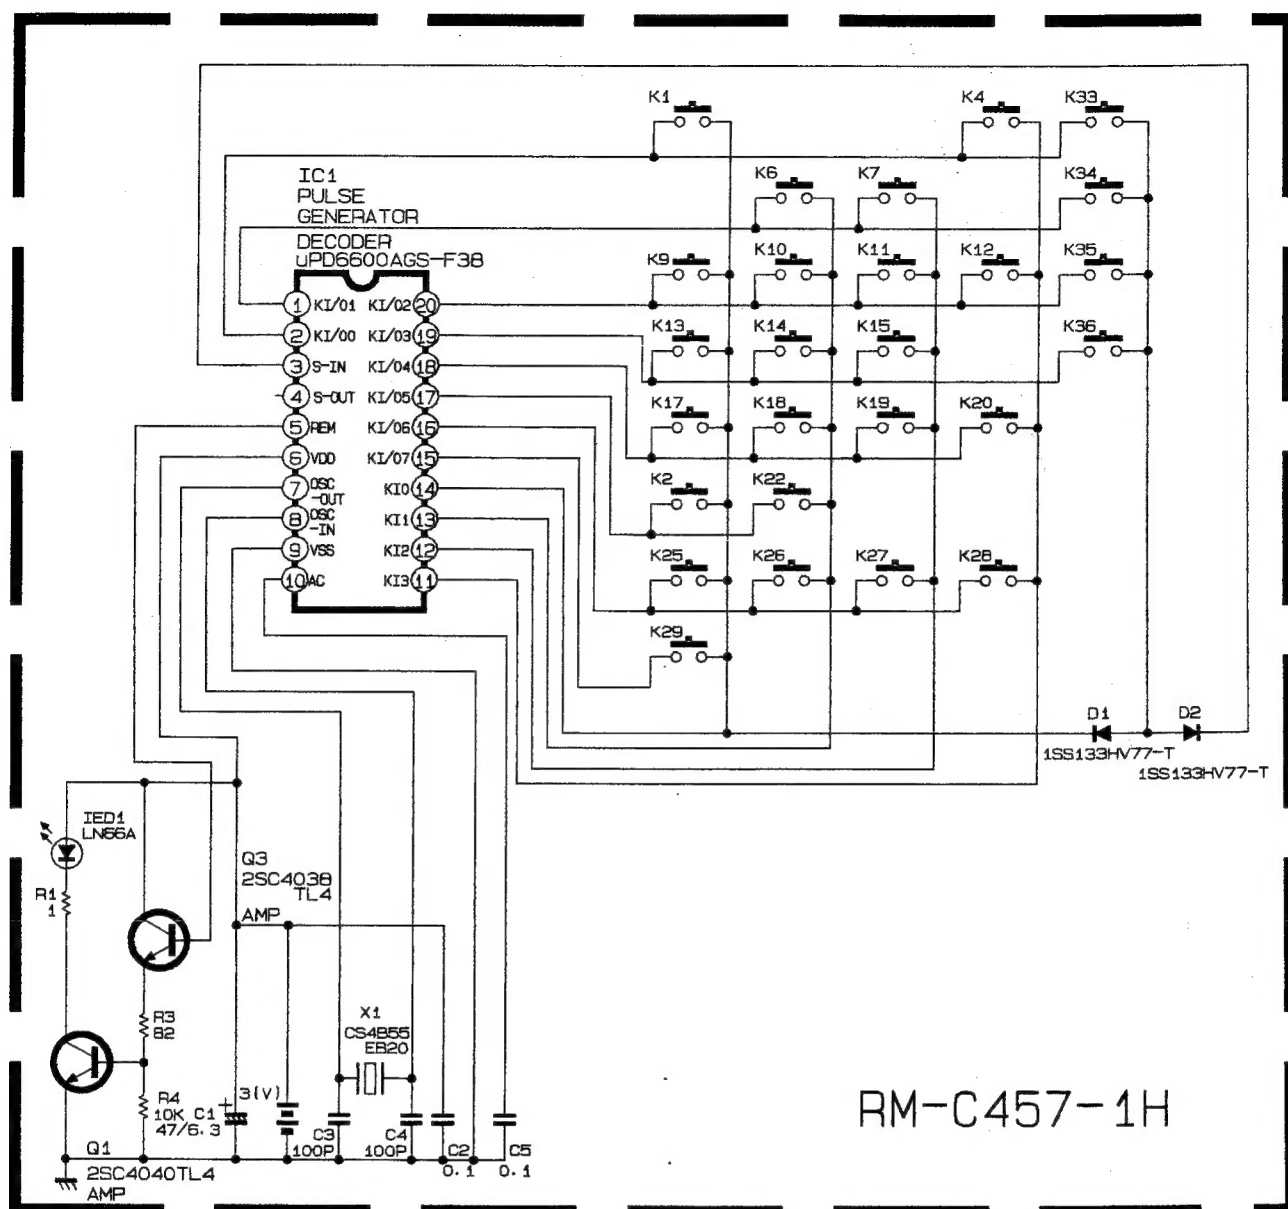 K1
K4
K33
IC1
PULSE
GENERATOR
DECODER
uPD6600AGS-F38
K6
K7
K34
K9
K10
K11
K12
K35
1 KI/01 KI/02 20
2 KI/00 KI/03 19
3 S-IN KI/04 18
4 S-OUT KI/05 17
5 REM KI/06 16
6 VDD KI/07 15
7 OSC-OUT KI0 14
8 OSC-IN KI1 13
9 VSS KI2 12
10 AC KI3 11
K13
K14
K15
K36
K17
K18
K19
K20
K2
K22
K25
K26
K27
K28
K29
D1
D2
1SS133HV77-T
1SS133HV77-T
IED1
LN66A
R1
1
Q3
2SC4038
TL4
AMP
R3
82
X1
CS4B55
EB20
R4
10K
C1
47/6.3
3(V)
C3
100P
C4
100P
C2
0.1
C5
0.1
Q1
2SC4040TL4
AMP
RM-C457-1H